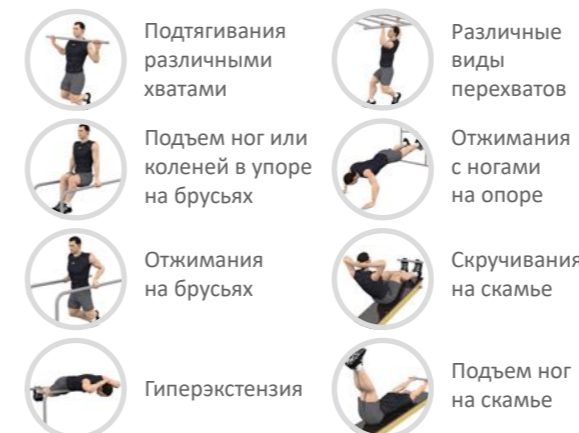 Подтягивания
различными
хватами
Различные
виды
перехватов
Подъем ног или
коленей в упоре
на брусьях
Отжимания
с ногами
на опоре
Отжимания
на брусьях
Скручивания
на скамье
Гиперэкстензия
Подъем ног
на скамье